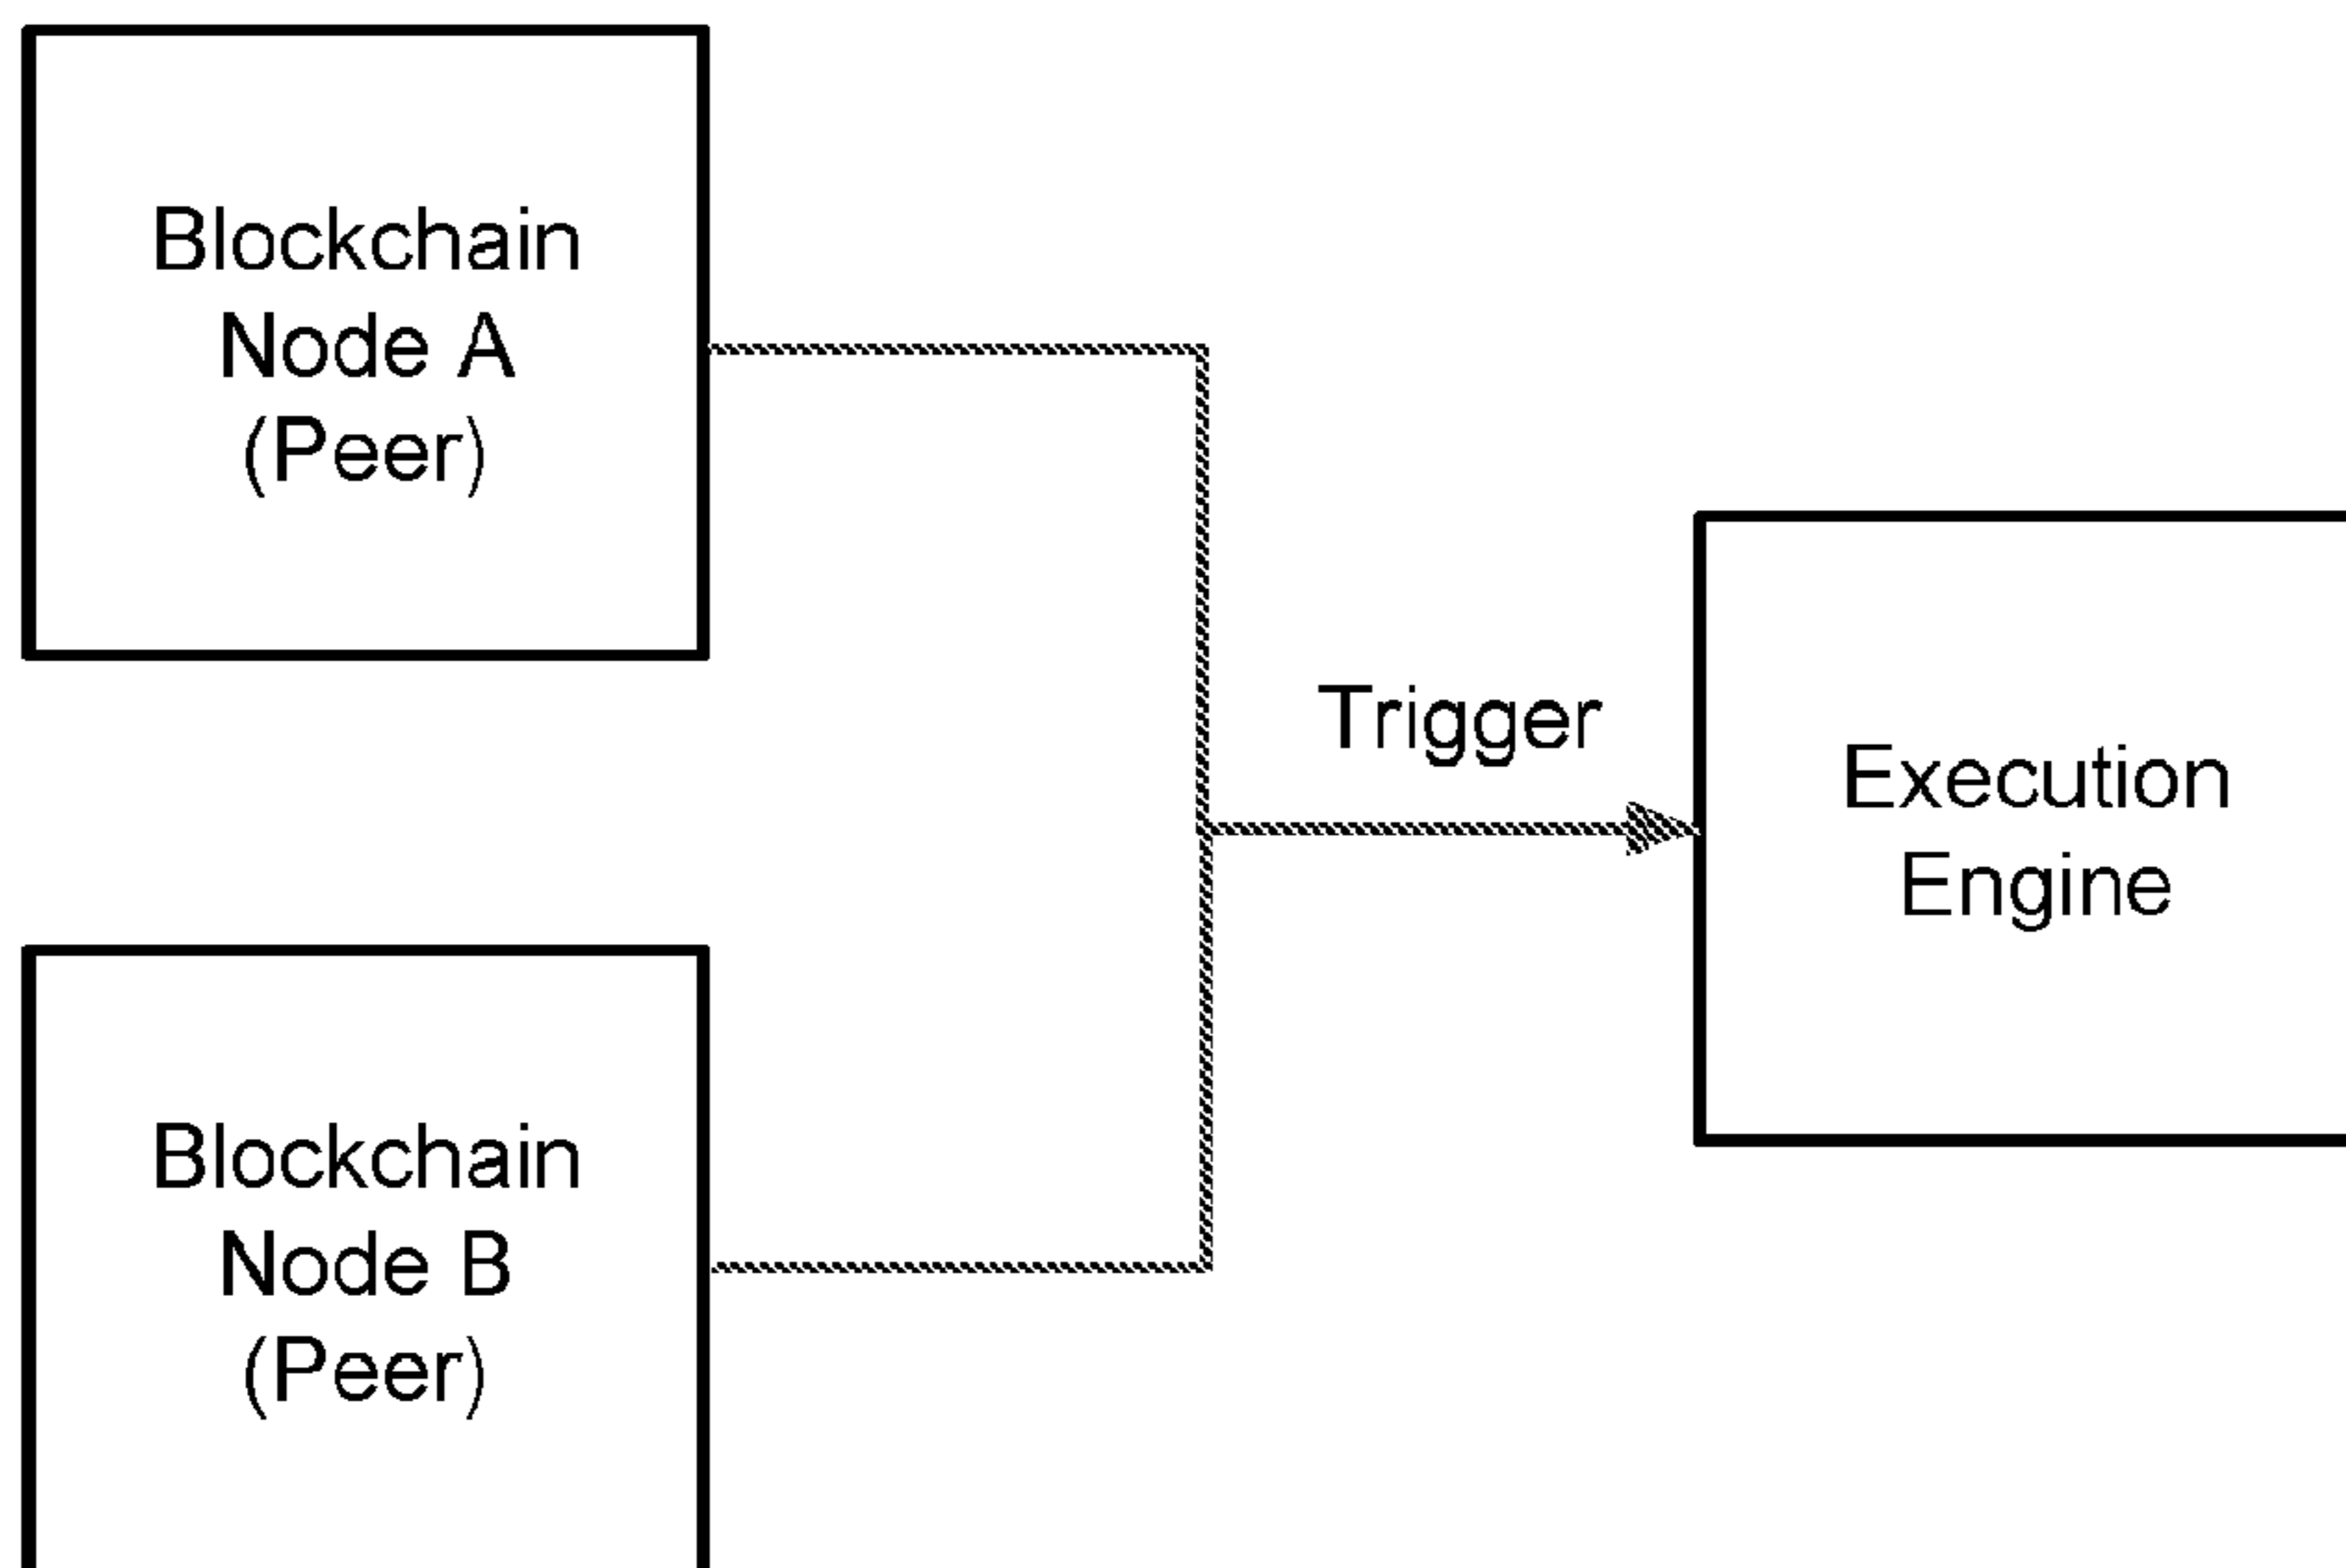 Blockchain
Node A
(Peer)
Trigger
Execution
Engine
Blockchain
Node B
(Peer)